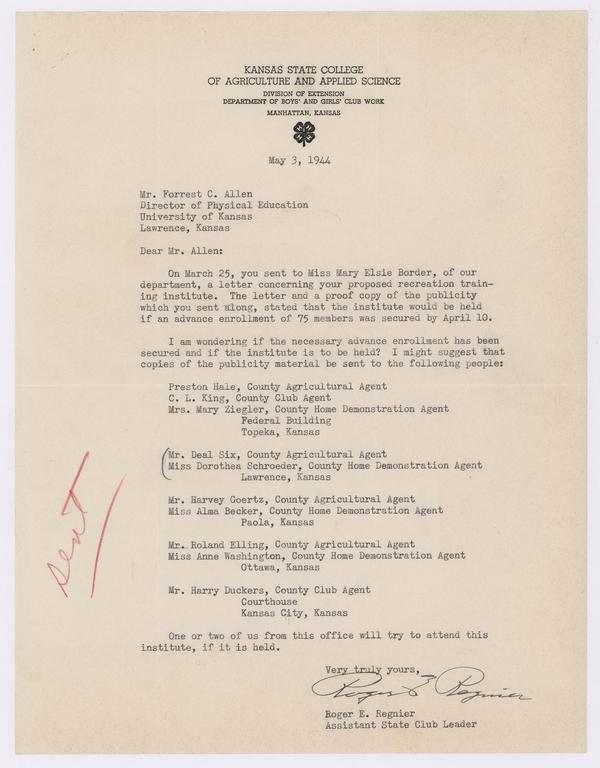 KANSAS STATE COLLEGE
OF AGRICULTURE AND APPLIED SCIENCE
DIVISION OF EXTENSION
DEPARTMENT OF BOYS' AND GIRLS' CLUB WORK
MANHATTAN, KANSAS
H H H H
May 3, 1944
Mr. Forrest C. Allen
Director of Physical Education
University of Kansas
Lawrence, Kansas
Dear Mr. Allen:
On March 25, you sent to Miss Mary Elsie Border, of our
department, a letter concerning your proposed recreation train-
ing institute. The letter and a proof copy of the publicity
which you sent along, stated that the institute would be held
if an advance enrollment of 75 members was secured by April 10.
I am wondering if the necessary advance enrollment has been
secured and if the institute is to be held? I might suggest that
copies of the publicity material be sent to the following people:
Preston Hale, County Agricultural Agent
C. L. King, County Club Agent
Mrs. Mary Ziegler, County Home Demonstration Agent
Federal Building
Topeka, Kansas
(Mr. Deal Six, County Agricultural Agent
Miss Dorothea Schroeder, County Home Demonstration Agent
Lawrence, Kansas
Mr. Harvey Goertz, County Agricultural Agent
Miss Alma Becker, County Home Demonstration Agent
Paola, Kansas
sent
Mr. Roland Elling, County Agricultural Agent
Miss Anne Washington, County Home Demonstration Agent
Ottawa, Kansas
Mr. Harry Duckers, County Club Agent
Courthouse
Kansas City, Kansas
One or two of us from this office will try to attend this
institute, if it is held.
Very truly yours,
Roger E. Regnier
Roger E. Regnier
Assistant State Club Leader